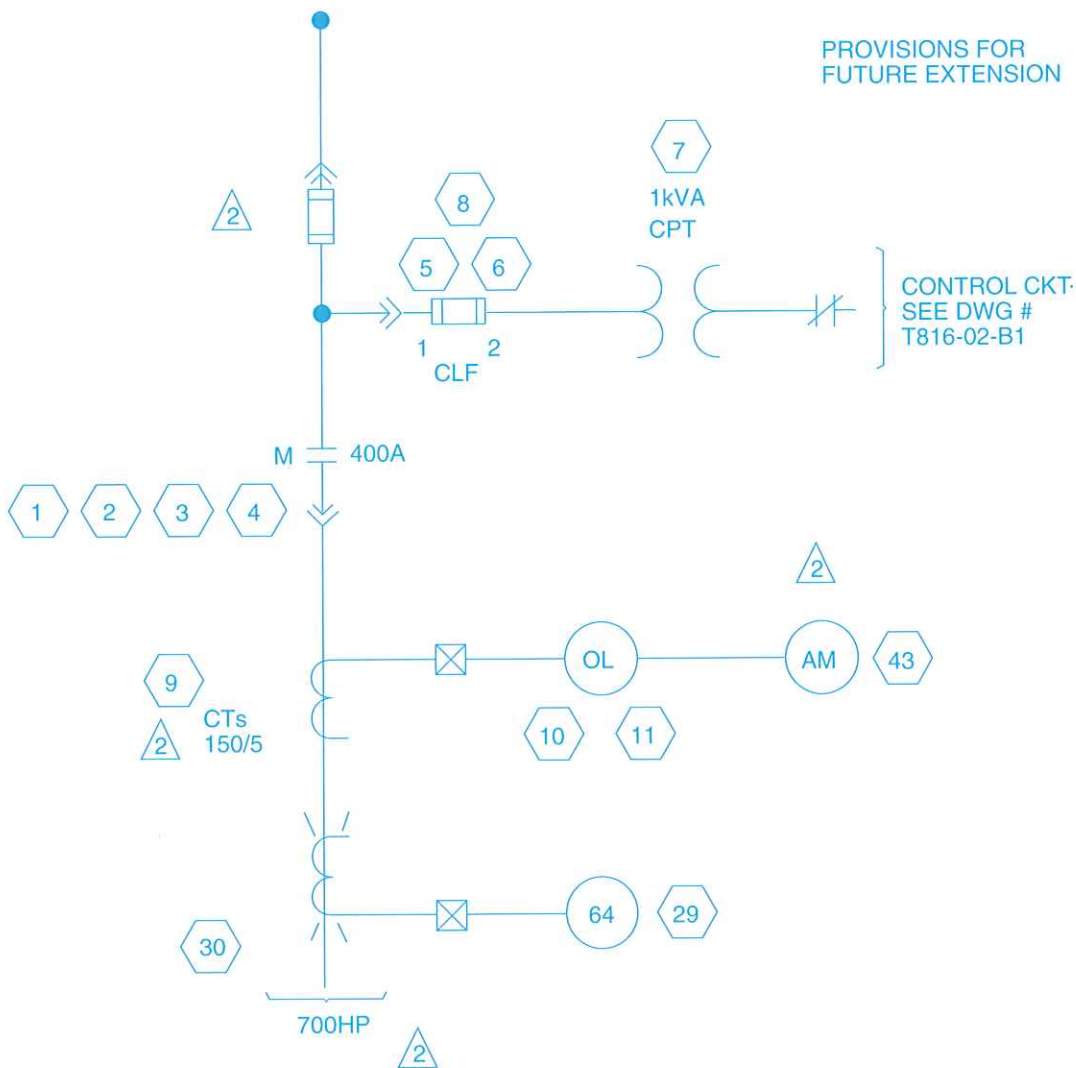 PROVISIONS FOR
FUTURE EXTENSION
7
1kVA
CPT
2
8
5
6
1
2
CLF
CONTROL CKT-
SEE DWG #
T816-02-B1
M
400A
1
2
3
4
2
OL
AM
43
9
CTs
150/5
2
10
11
64
29
30
700HP
2